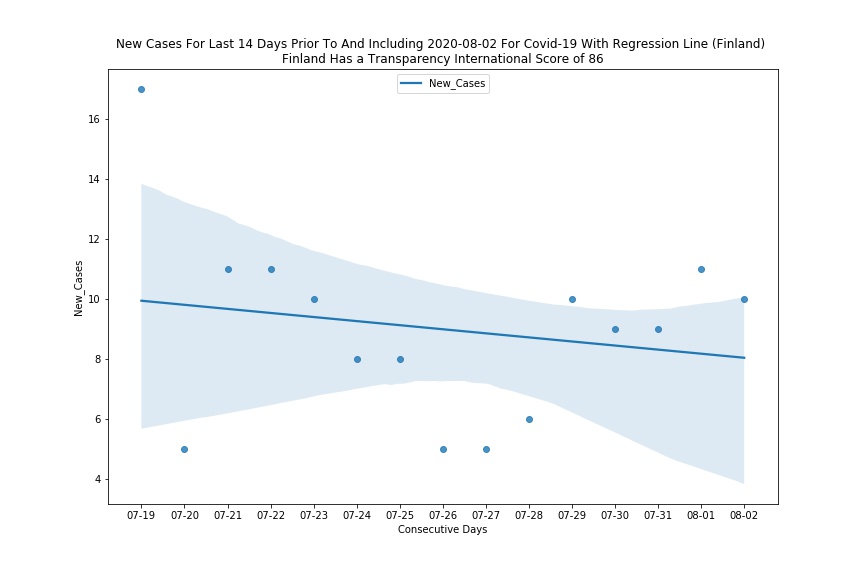 New Cases For Last 14 Days Prior To And Including 2020-08-02 For Covid-19 With Regression Line (Finland)
Finland Has a Transparency International Score of 86
New_Cases
16
14
12
10
8
6
4
New_Cases
07-19 07-20 07-21 07-22 07-23 07-24 07-25 07-26 07-27 07-28 07-29 07-30 07-31 08-01 08-02
Consecutive Days